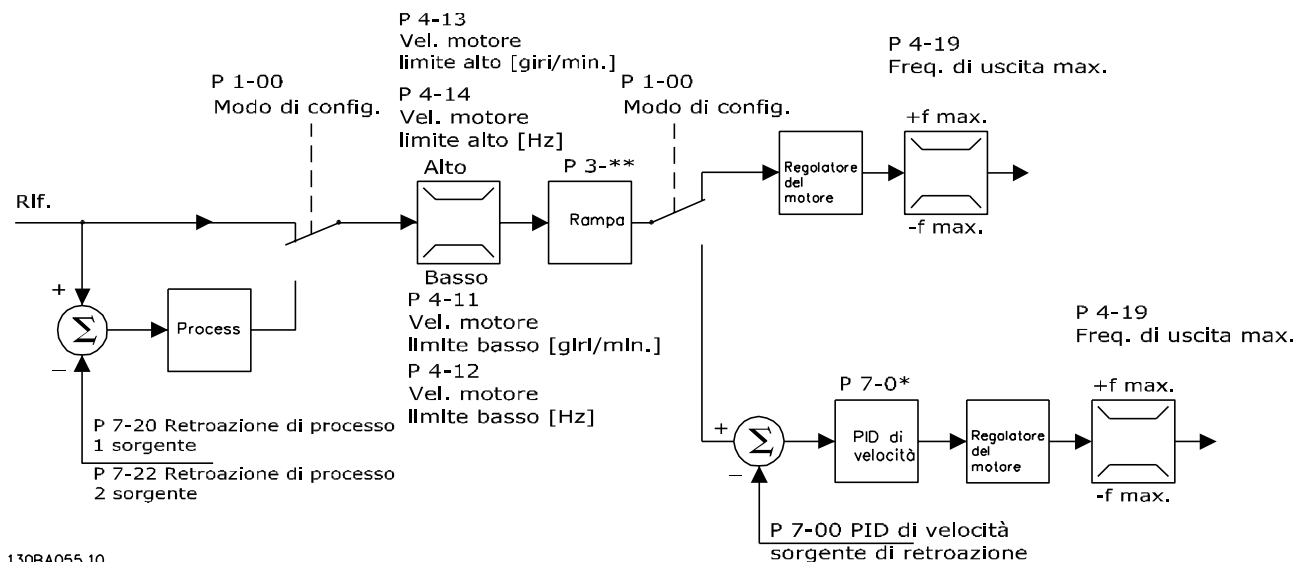 P 4-13
Vel. motore
limite alto [giri/min.]
P 4-19
Freq. di uscita max.
P 1-00
Modo di config.
P 4-14
Vel. motore
limite alto [Hz]
P 1-00
Modo di config.
+f max.
Alto
P 3-**
Rif.
Rampa
Regolatore
del
motore
-f max.
Basso
+
Σ
Process
−
P 4-11
Vel. motore
limite basso [giri/min.]
P 4-12
Vel. motore
limite basso [Hz]
P 4-19
Freq. di uscita max.
P 7-20 Retroazione di processo
1 sorgente
P 7-22 Retroazione di processo
2 sorgente
P 7-0*
+f max.
+
Σ
−
PID di
velocità
Regolatore
del
motore
-f max.
P 7-00 PID di velocità
sorgente di retroazione
130BA055.10